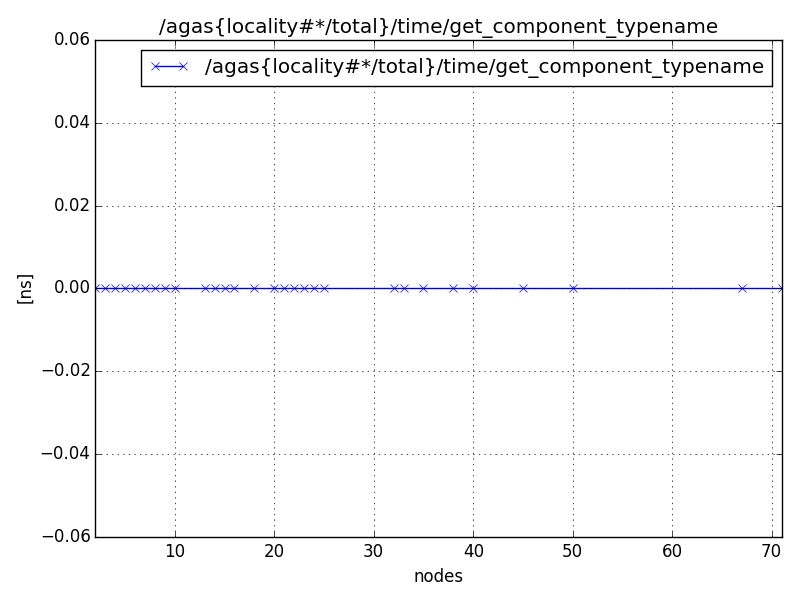 /agas{locality#*/total}/time/get_component_typename
/agas{locality#*/total}/time/get_component_typename
0.06
0.04
0.02
0.00
−0.02
−0.04
−0.06
[ns]
10 20 30 40 50 60 70
nodes